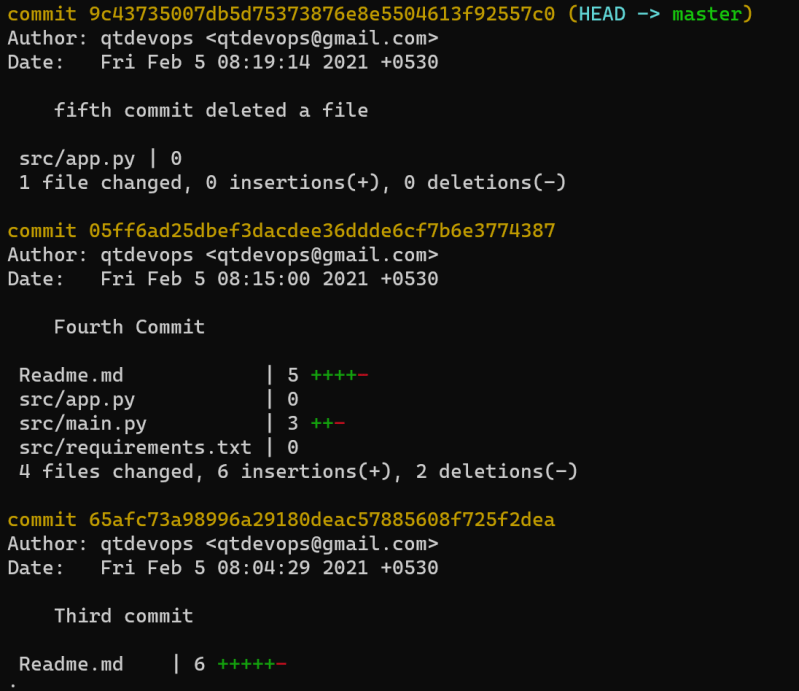 commit 9c43735007db5d75373876e8e5504613f92557c0 (HEAD -> master)
Author: qtdevops <qtdevops@gmail.com>
Date:   Fri Feb 5 08:19:14 2021 +0530

    fifth commit deleted a file

 src/app.py | 0
 1 file changed, 0 insertions(+), 0 deletions(-)

commit 05ff6ad25dbef3dacdee36ddde6cf7b6e3774387
Author: qtdevops <qtdevops@gmail.com>
Date:   Fri Feb 5 08:15:00 2021 +0530

    Fourth Commit

 Readme.md            | 5 ++++-
 src/app.py           | 0
 src/main.py          | 3 ++-
 src/requirements.txt | 0
 4 files changed, 6 insertions(+), 2 deletions(-)

commit 65afc73a98996a29180deac57885608f725f2dea
Author: qtdevops <qtdevops@gmail.com>
Date:   Fri Feb 5 08:04:29 2021 +0530

    Third commit

 Readme.md    | 6 +++++-